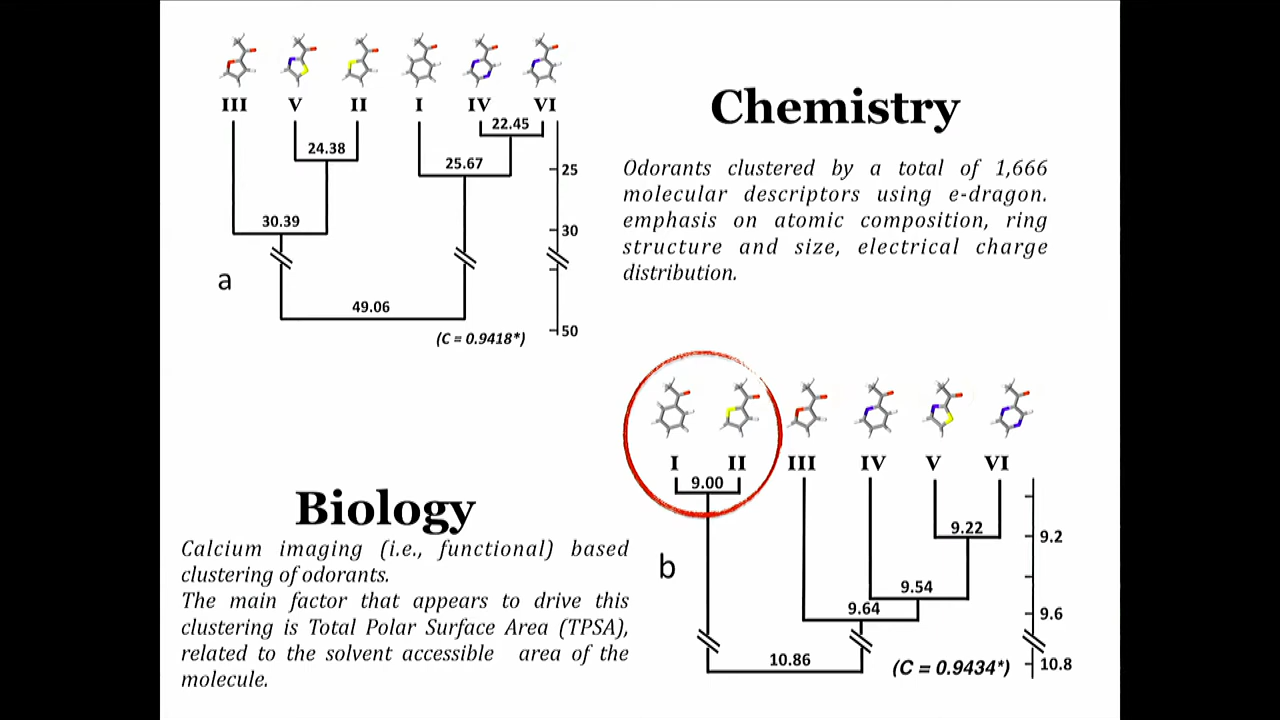 III V II I IV VI
22.45
24.38
25.67
25
30.39
30
a
49.06
50
(C = 0.9418*)
Chemistry
Odorants clustered by a total of 1,666
molecular descriptors using e-dragon.
emphasis on atomic composition, ring
structure and size, electrical charge
distribution.
Biology
Calcium imaging (i.e., functional) based
clustering of odorants.
The main factor that appears to drive this
clustering is Total Polar Surface Area (TPSA),
related to the solvent accessible area of the
molecule.
I II III IV V VI
9.00
9.22
9.2
b
9.54
9.64
9.6
10.86
(C = 0.9434*)
10.8